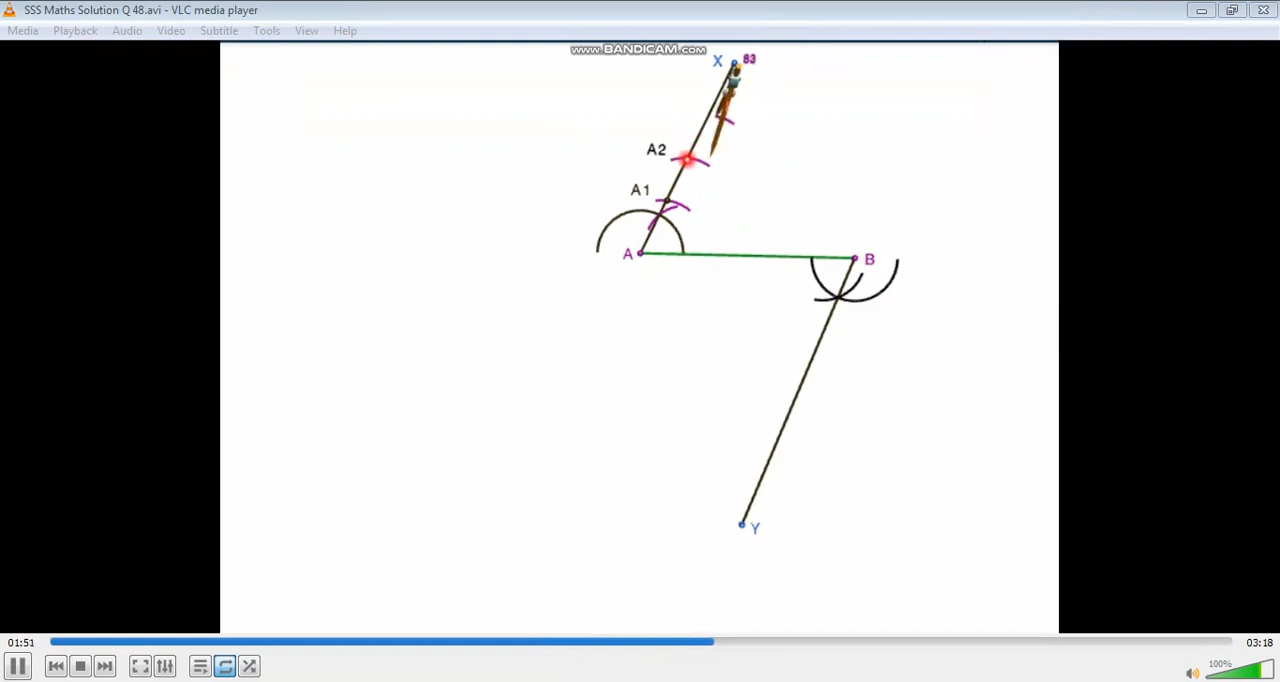 SSS Maths Solution Q 48.avi - VLC media player
Media Playback Audio Video Subtitle Tools View Help
www.BANDICAM.com
X 83
A2
A1
A B
Y
01:51 03:18
100%